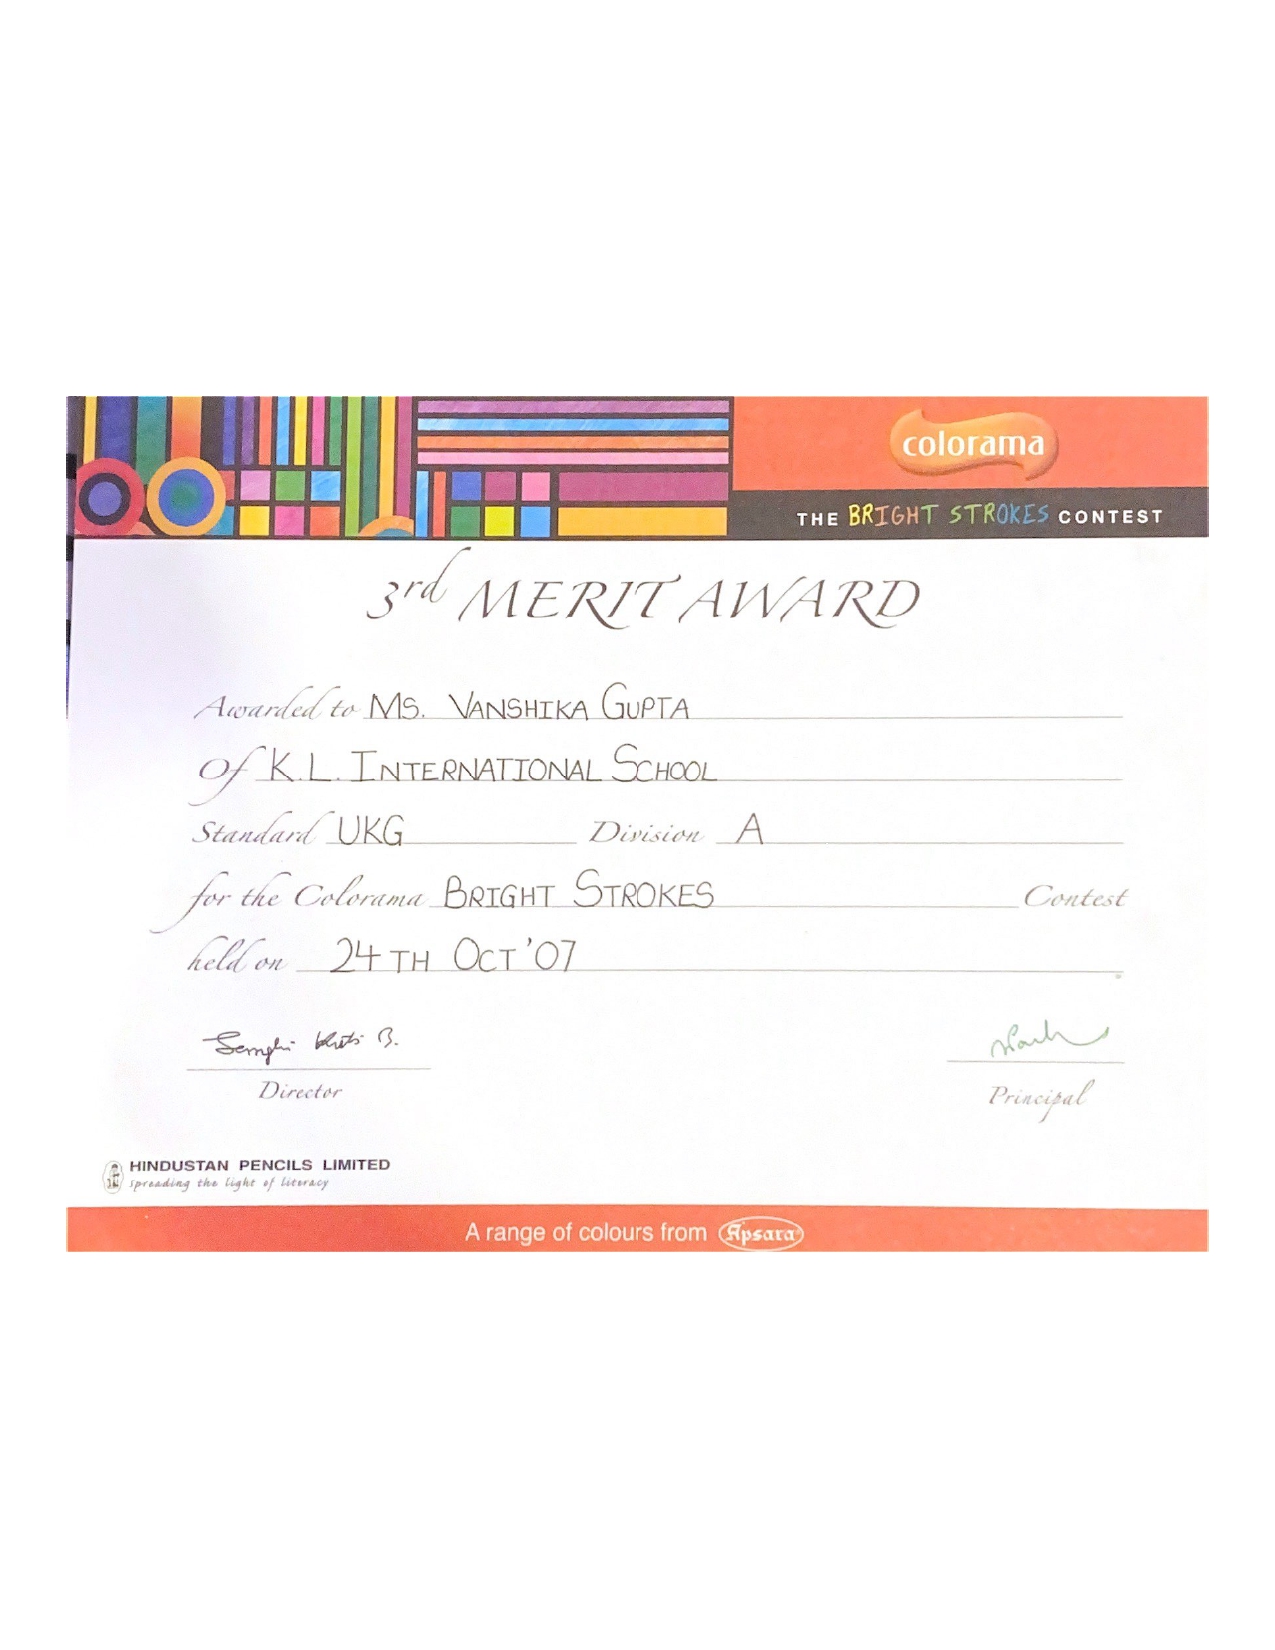 colorama
THE BRIGHT STROKES CONTEST
3rd MERIT AWARD
Awarded to MS. VANSHIKA GUPTA
of K.L. INTERNATIONAL SCHOOL
Standard UKG Division A
for the Colorama BRIGHT STROKES Contest
held on 24TH OCT '07
Director
Principal
HINDUSTAN PENCILS LIMITED
spreading the light of literacy
A range of colours from Apsara